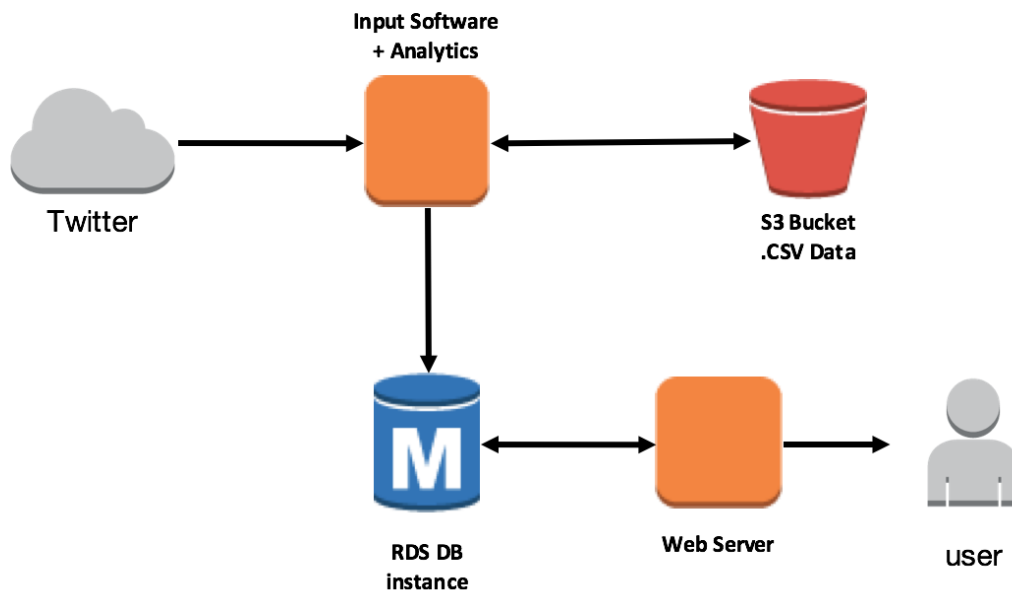 Input Software
+ Analytics
Twitter
S3 Bucket
.CSV Data
M
RDS DB
instance
Web Server
user